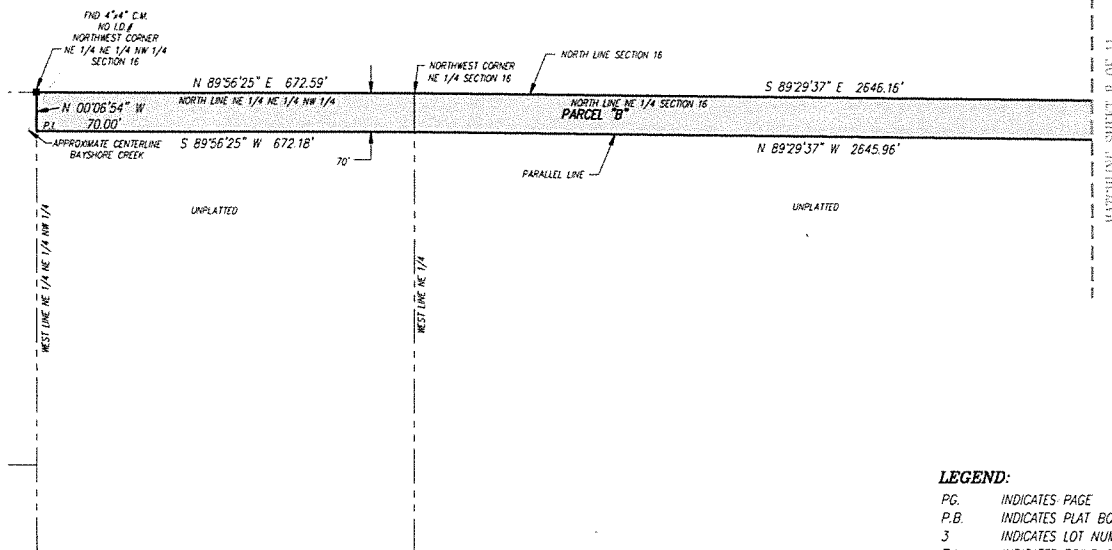 FND 4"x4" C.M.
NO I.D.#
NORTHWEST CORNER
NE 1/4 NE 1/4 NW 1/4
SECTION 16
N 89°56'25" E 672.59'
NORTH LINE NE 1/4 NE 1/4 NW 1/4
NORTHWEST CORNER
NE 1/4 SECTION 16
NORTH LINE SECTION 16
S 89°29'37" E 2646.16'
NORTH LINE NE 1/4 SECTION 16
PARCEL "B"
N 00°06'54" W
70.00'
P.I.
APPROXIMATE CENTERLINE
BAYSHORE CREEK
S 89°56'25" W 672.18'
70'
N 89°29'37" W 2645.96'
PARALLEL LINE
UNPLATTED
UNPLATTED
WEST LINE NE 1/4 NE 1/4 NW 1/4
WEST LINE NE 1/4
LEGEND:
PG. INDICATES PAGE
P.B. INDICATES PLAT BO
3 INDICATES LOT NUM